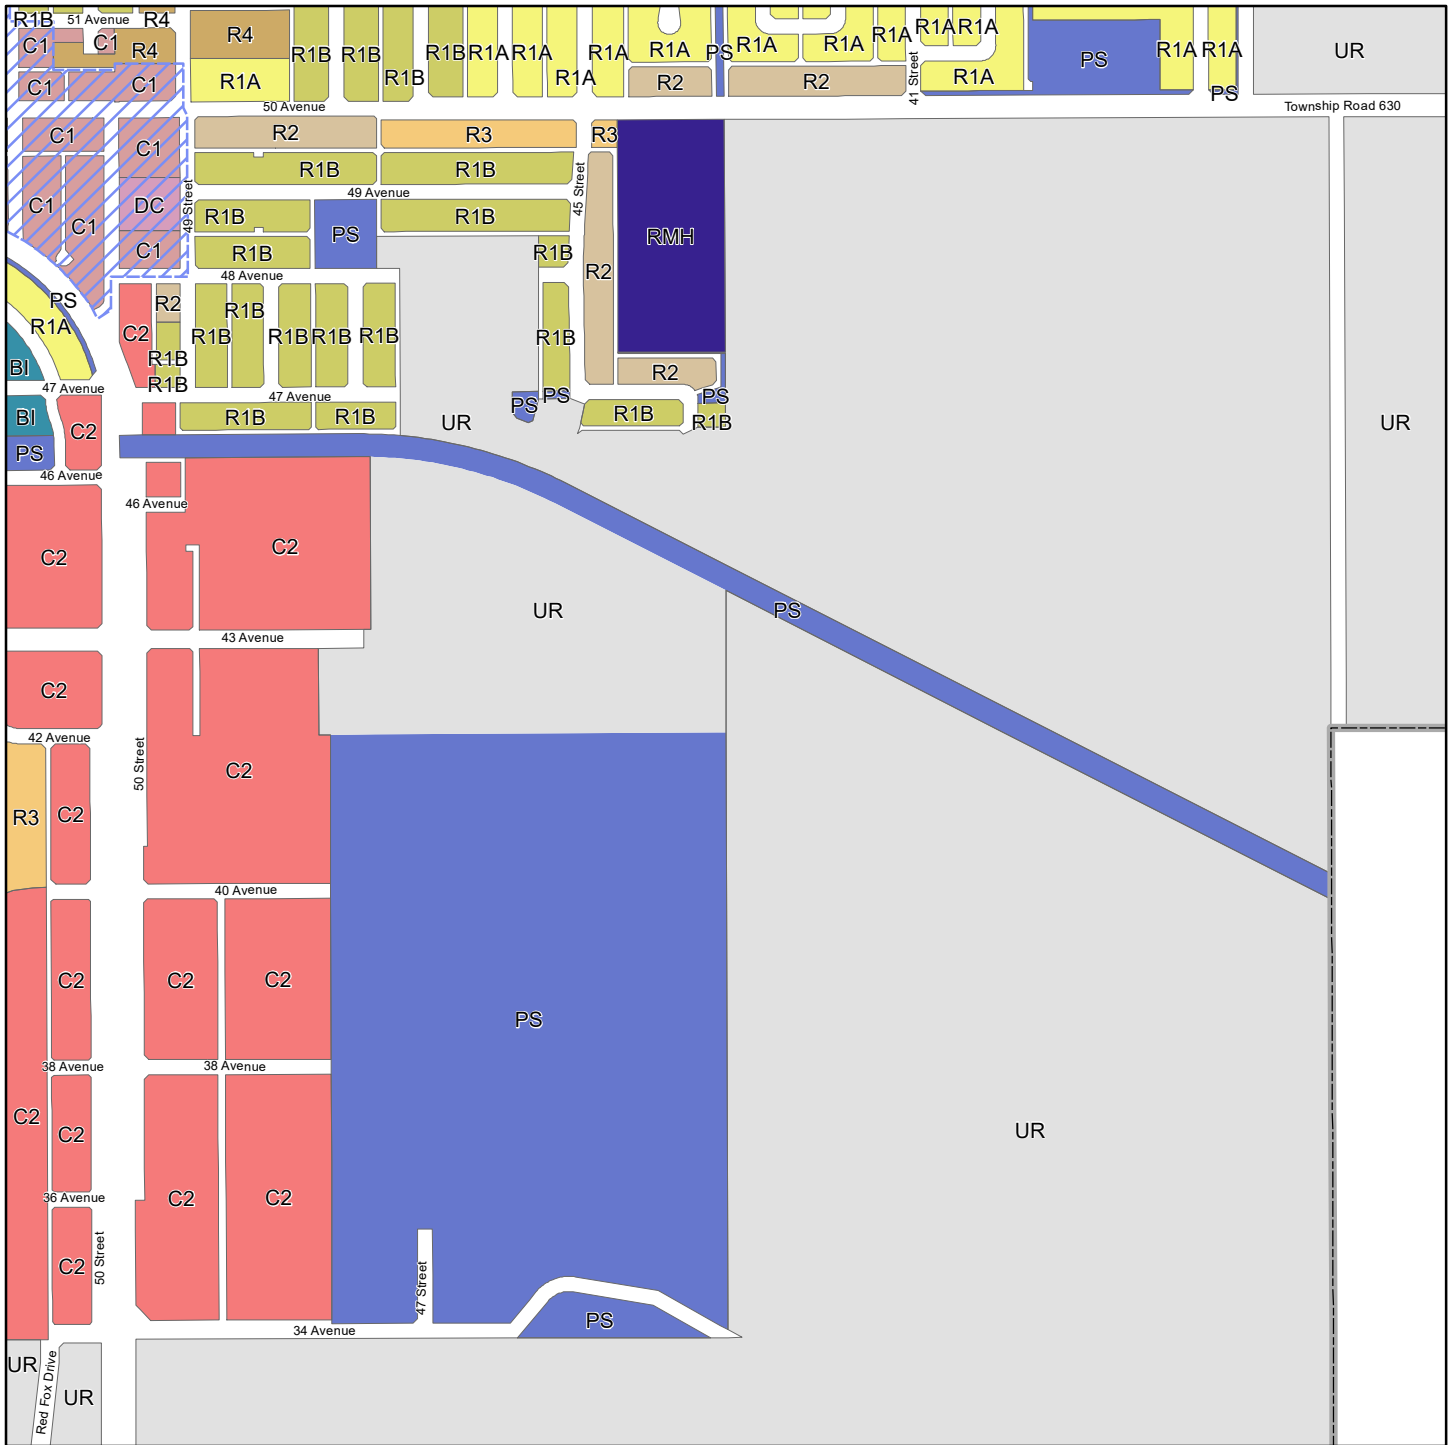 R1B
51 Avenue
R4
C1
C1
R4
R4
R1B
R1B
R1B
R1B
R1A
R1A
R1A
R1A
R1A
PS
R1A
R1A
R1A
R1A
R1A
PS
R1A
R1A
UR
C1
C1
R1A
R2
R2
41 Street
R1A
PS
50 Avenue
Township Road 630
C1
C1
R2
R3
R3
R1B
R1B
49 Avenue
45 Street
C1
C1
DC
49 Street
R1B
PS
R1B
RMH
C1
R1B
R1B
48 Avenue
R2
PS
R1A
C2
R2
R1B
R1B
R1B
R1B
R1B
R1B
R1B
BI
R1B
R2
47 Avenue
47 Avenue
PS
PS
PS
BI
C2
R1B
R1B
UR
R1B
R1B
UR
PS
46 Avenue
46 Avenue
C2
C2
UR
PS
43 Avenue
C2
42 Avenue
50 Street
C2
R3
C2
40 Avenue
C2
C2
C2
PS
38 Avenue
38 Avenue
C2
C2
UR
36 Avenue
C2
C2
50 Street
C2
47 Street
PS
34 Avenue
UR
Red Fox Drive
UR